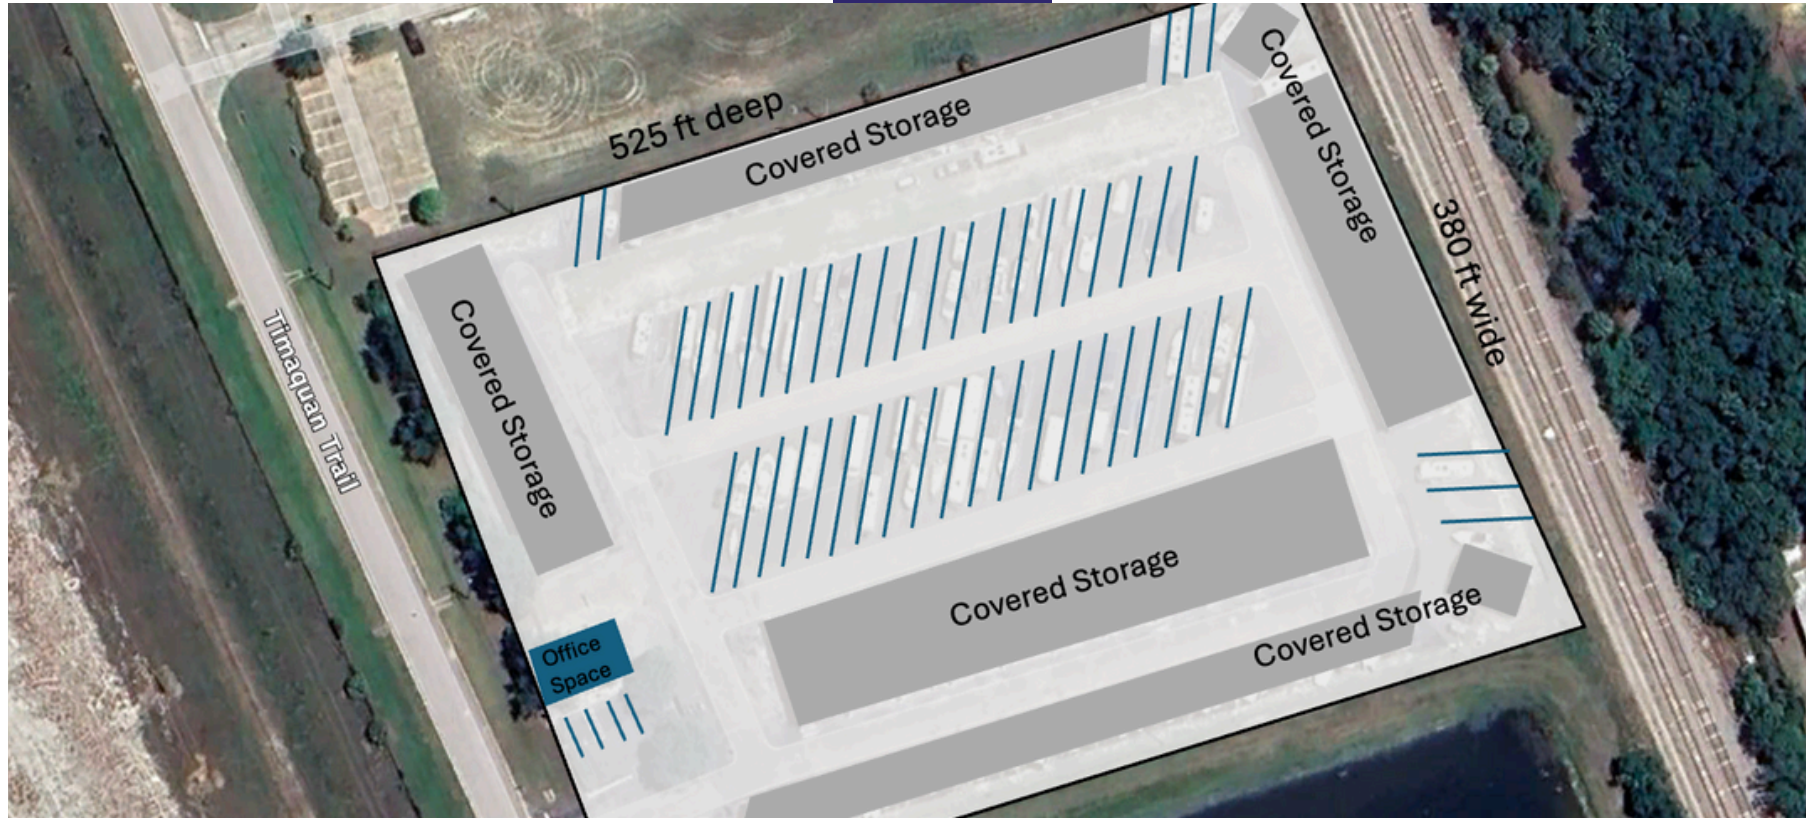 525 ft deep
Covered Storage
Covered Storage
380 ft wide
Covered Storage
Timaquan Trail
Covered Storage
Covered Storage
Office
Space